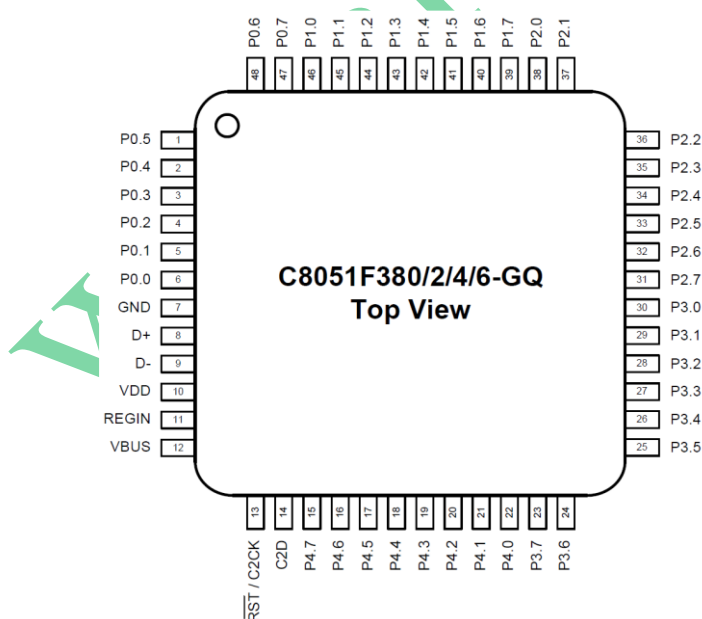 P0.6 P0.7 P1.0 P1.1 P1.2 P1.3 P1.4 P1.5 P1.6 P1.7 P2.0 P2.1
48 47 46 45 44 43 42 41 40 39 38 37
P0.5 1 36 P2.2
P0.4 2 35 P2.3
P0.3 3 34 P2.4
P0.2 4 33 P2.5
P0.1 5 32 P2.6
P0.0 6 31 P2.7
C8051F380/2/4/6-GQ
Top View
GND 7 30 P3.0
D+ 8 29 P3.1
D- 9 28 P3.2
VDD 10 27 P3.3
REGIN 11 26 P3.4
VBUS 12 25 P3.5
13 14 15 16 17 18 19 20 21 22 23 24
RST / C2CK C2D P4.7 P4.6 P4.5 P4.4 P4.3 P4.2 P4.1 P4.0 P3.7 P3.6